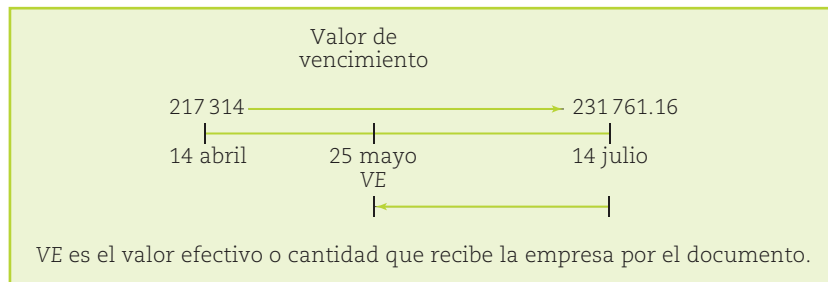 Valor de
vencimiento
217 314 231 761.16
14 abril 25 mayo 14 julio
VE
VE es el valor efectivo o cantidad que recibe la empresa por el documento.